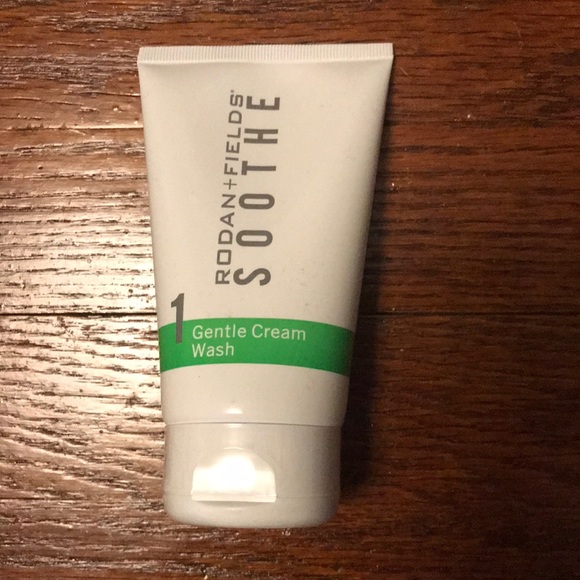 RODAN+FIELDS®
SOOTHE
1
Gentle Cream
Wash